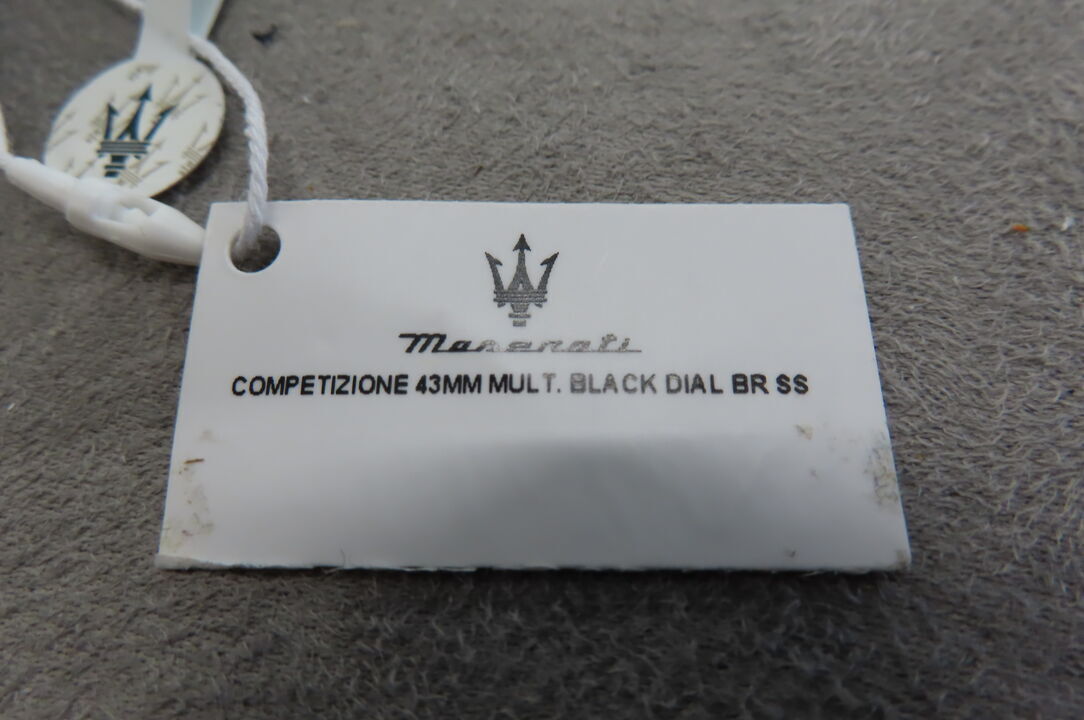 Maserati
COMPETIZIONE 43MM MULT. BLACK DIAL BR SS